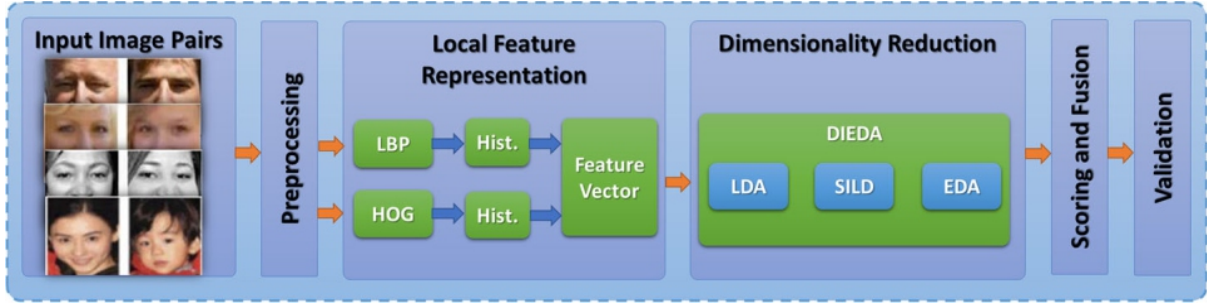 Input Image Pairs
Preprocessing
Local Feature
Representation
LBP
Hist.
HOG
Hist.
Feature
Vector
Dimensionality Reduction
DIEDA
LDA
SILD
EDA
Scoring and Fusion
Validation